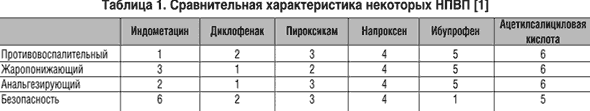 Таблица 1. Сравнительная характеристика некоторых НПВП [1]
Индометацин Диклофенак Пироксикам Напроксен Ибупрофен Ацетилсалициловая
кислота
Противовоспалительный 1 2 3 4 5 6
Жаропонижающий 3 1 2 4 5 6
Анальгезирующий 2 1 3 4 5 6
Безопасность 6 2 3 4 1 5